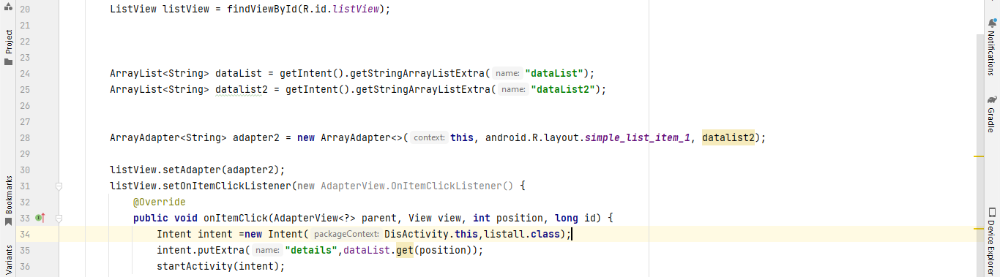 20 ListView listView = findViewById(R.id.listView);
21
22
23
24 ArrayList<String> dataList = getIntent().getStringArrayListExtra( name: "dataList");
25 ArrayList<String> datalist2 = getIntent().getStringArrayListExtra( name: "dataList2");
26
27
28 ArrayAdapter<String> adapter2 = new ArrayAdapter<>( context: this, android.R.layout.simple_list_item_1, datalist2);
29
30 listView.setAdapter(adapter2);
31 listView.setOnItemClickListener(new AdapterView.OnItemClickListener() {
32 @Override
33 public void onItemClick(AdapterView<?> parent, View view, int position, long id) {
34 Intent intent =new Intent( packageContext: DisActivity.this,listall.class);
35 intent.putExtra( name: "details",dataList.get(position));
36 startActivity(intent);
Project
Bookmarks
Variants
Notifications
Gradle
Device Explorer